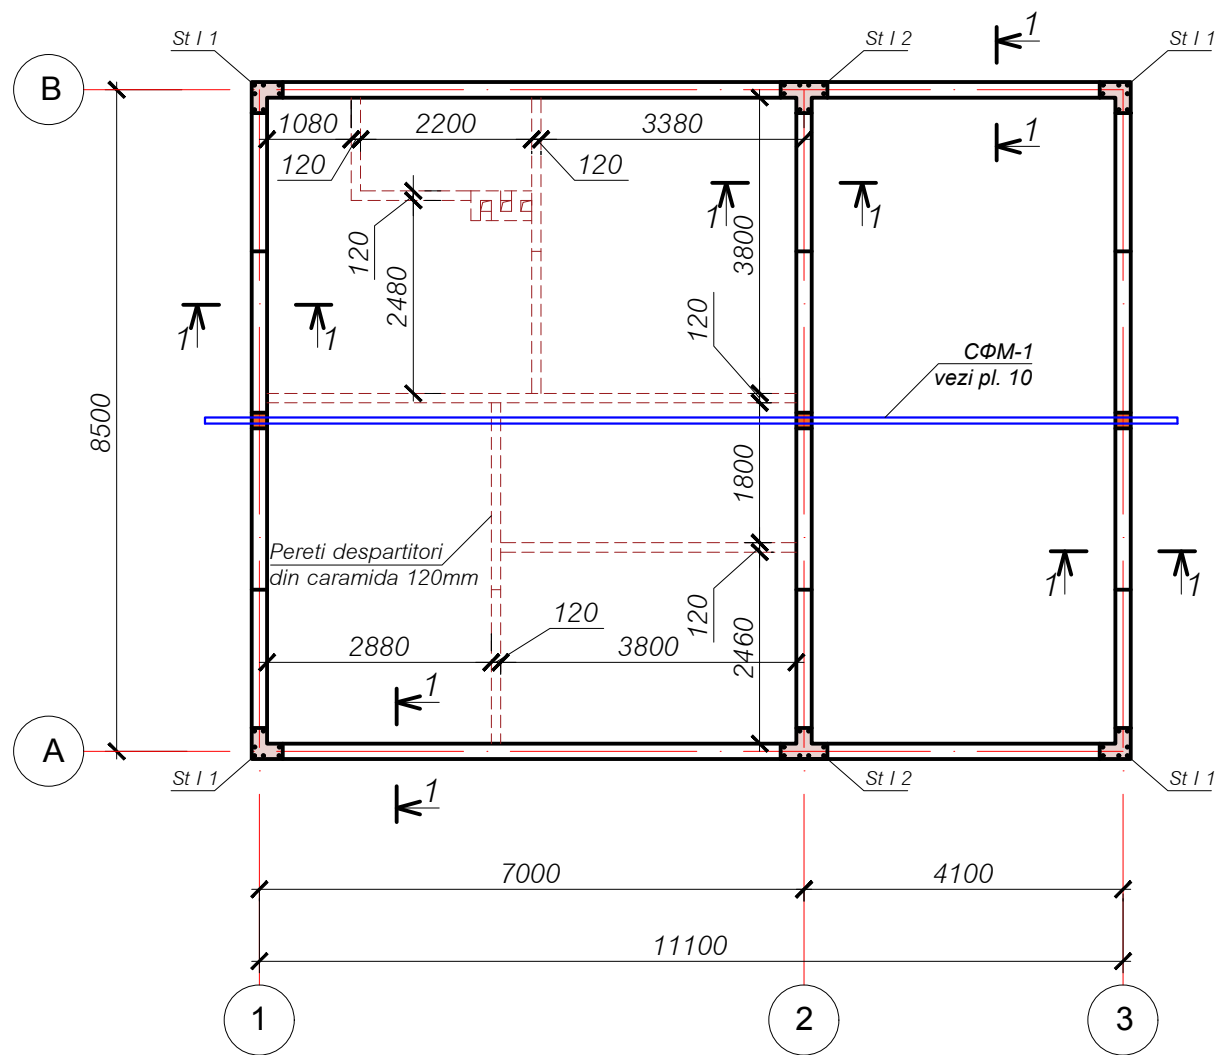 1
St I 1
St I 2
St I 1
B
1080
2200
3380
1
120
120
1
1
3800
120
2480
1
1
120
СФМ-1
vezi pl. 10
8500
1800
Pereti despartitori
din caramida 120mm
1
1
120
120
2880
3800
2460
1
A
St I 1
St I 2
St I 1
1
7000
4100
11100
1
2
3